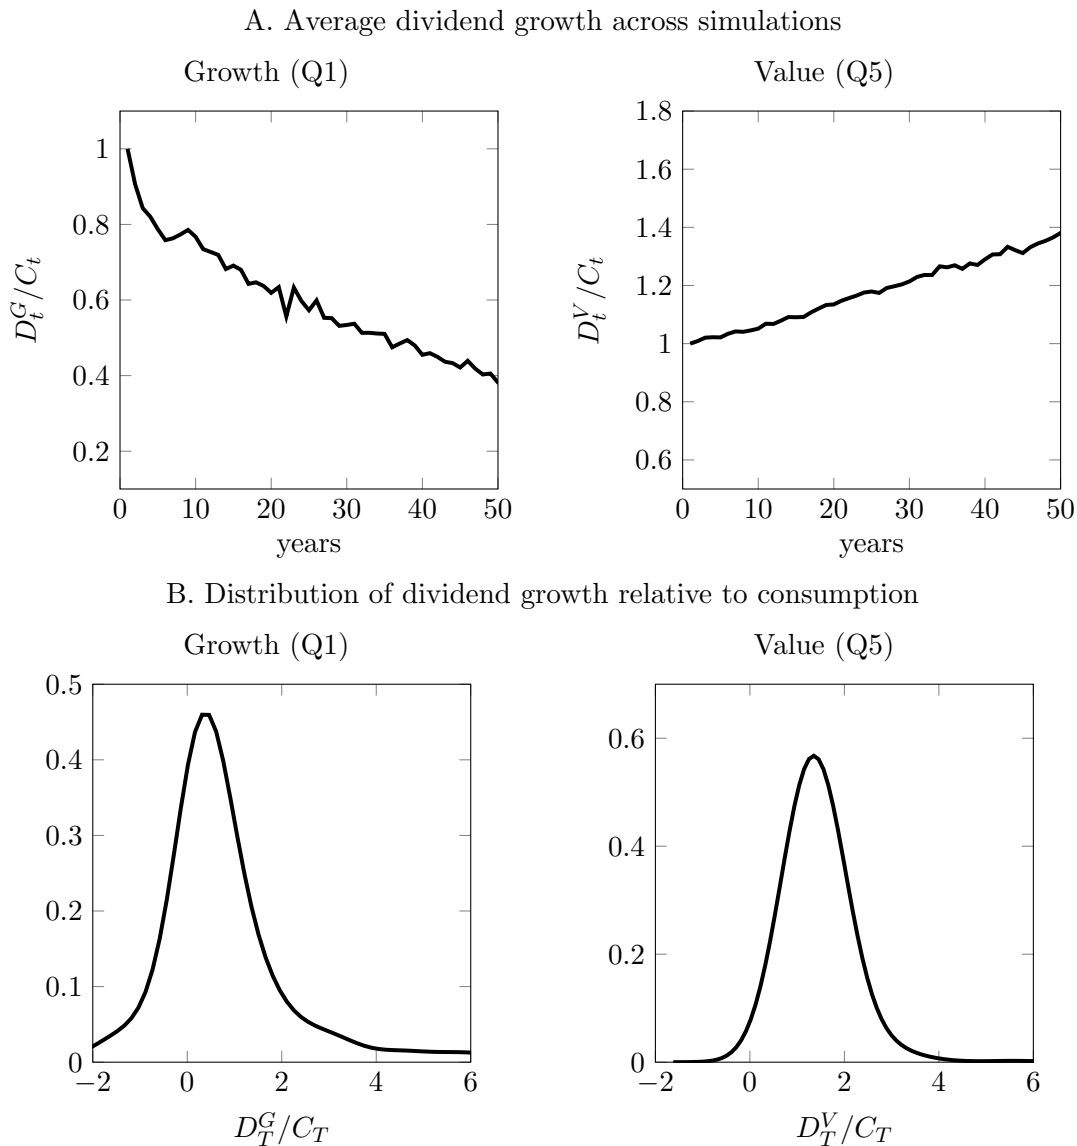 A. Average dividend growth across simulations
Growth (Q1)
D_t^G/C_t
1
0.8
0.6
0.4
0.2
0 10 20 30 40 50
years
Value (Q5)
D_t^V/C_t
1.8
1.6
1.4
1.2
1
0.8
0.6
0 10 20 30 40 50
years
B. Distribution of dividend growth relative to consumption
Growth (Q1)
0.5
0.4
0.3
0.2
0.1
0
−2 0 2 4 6
D_T^G/C_T
Value (Q5)
0.6
0.4
0.2
0
−2 0 2 4 6
D_T^V/C_T